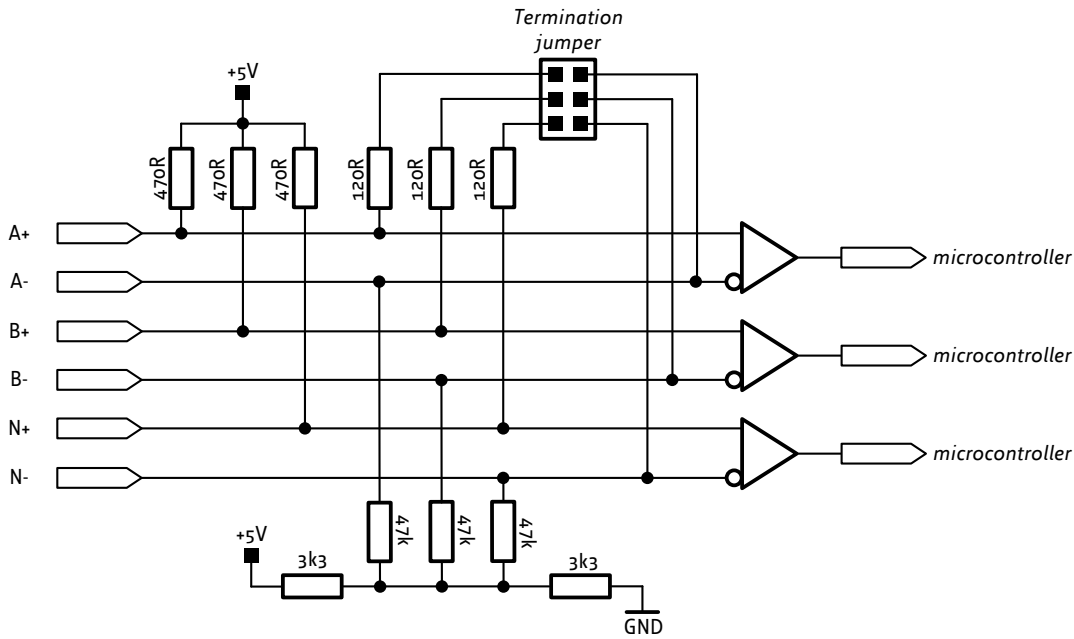 Termination
jumper
+5V
470R
470R
470R
120R
120R
120R
A+
microcontroller
A-
B+
microcontroller
B-
N+
microcontroller
N-
+5V
3k3
47k
47k
47k
3k3
GND